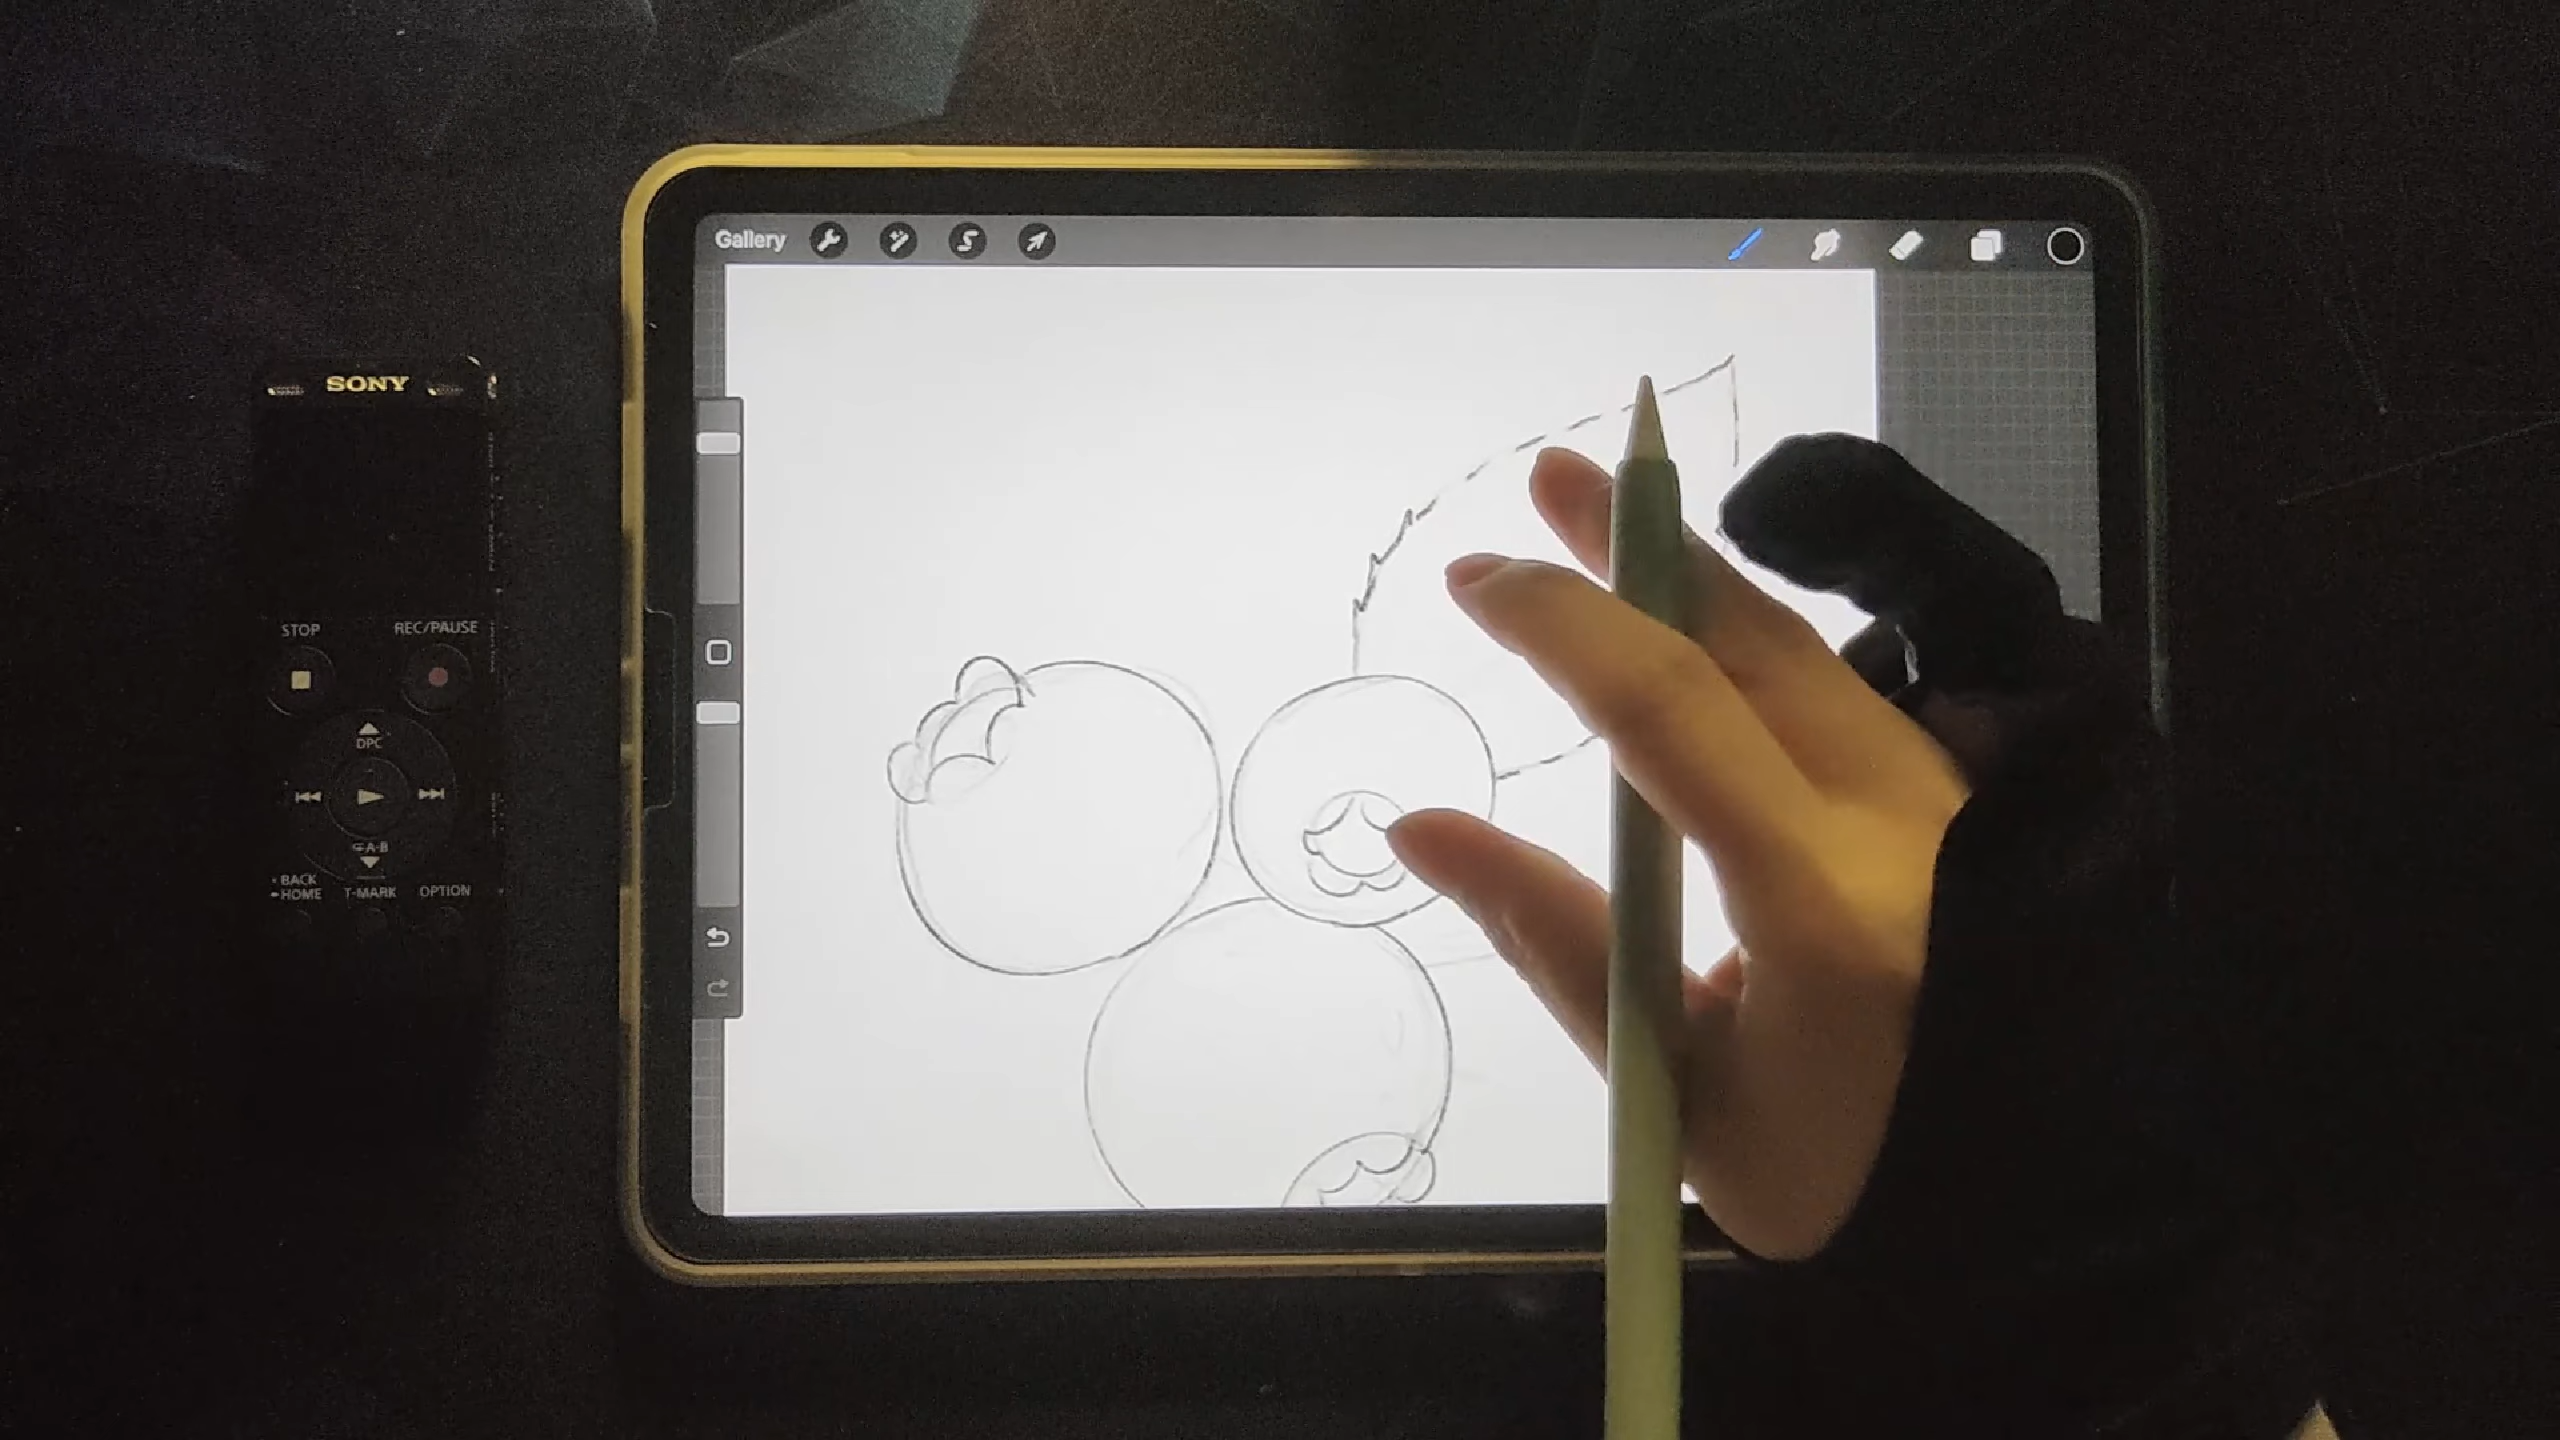 Gallery
SONY
STOP REC/PAUSE
DPC
A-B
• BACK
HOME T-MARK OPTION